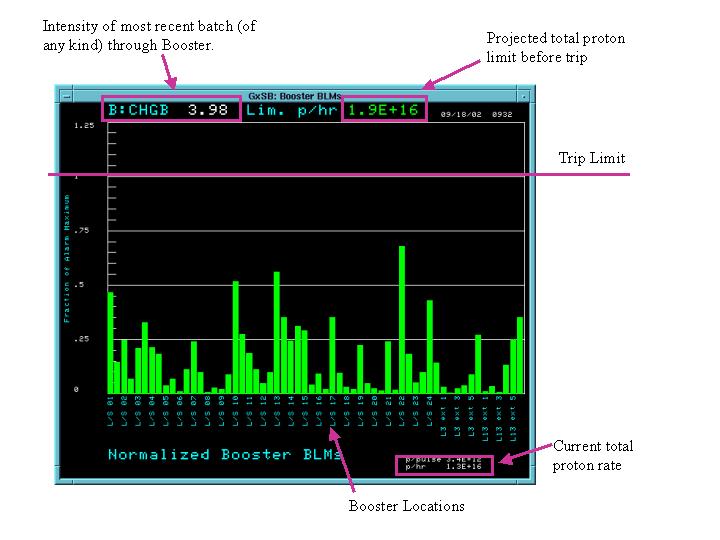 Intensity of most recent batch (of
any kind) through Booster.
Projected total proton
limit before trip
GxSB: Booster BLMs
B:CHGB 3.98 Lim. p/hr 1.9E+16 09/18/02 0932
1.25
Trip Limit
1
.75
.5
.25
0
Fraction of Alarm Maximum
L/S 01
L/S 02
L/S 03
L/S 04
L/S 05
L/S 06
L/S 07
L/S 08
L/S 09
L/S 10
L/S 11
L/S 12
L/S 13
L/S 14
L/S 15
L/S 16
L/S 17
L/S 18
L/S 19
L/S 20
L/S 21
L/S 22
L/S 23
L/S 24
L3 ext 1
L3 ext 3
L3 ext 5
L13 ext 1
L13 ext 3
L13 ext 5
Normalized Booster BLMs
p/pulse 3.4E+12
p/hr 1.3E+16
Current total
proton rate
Booster Locations